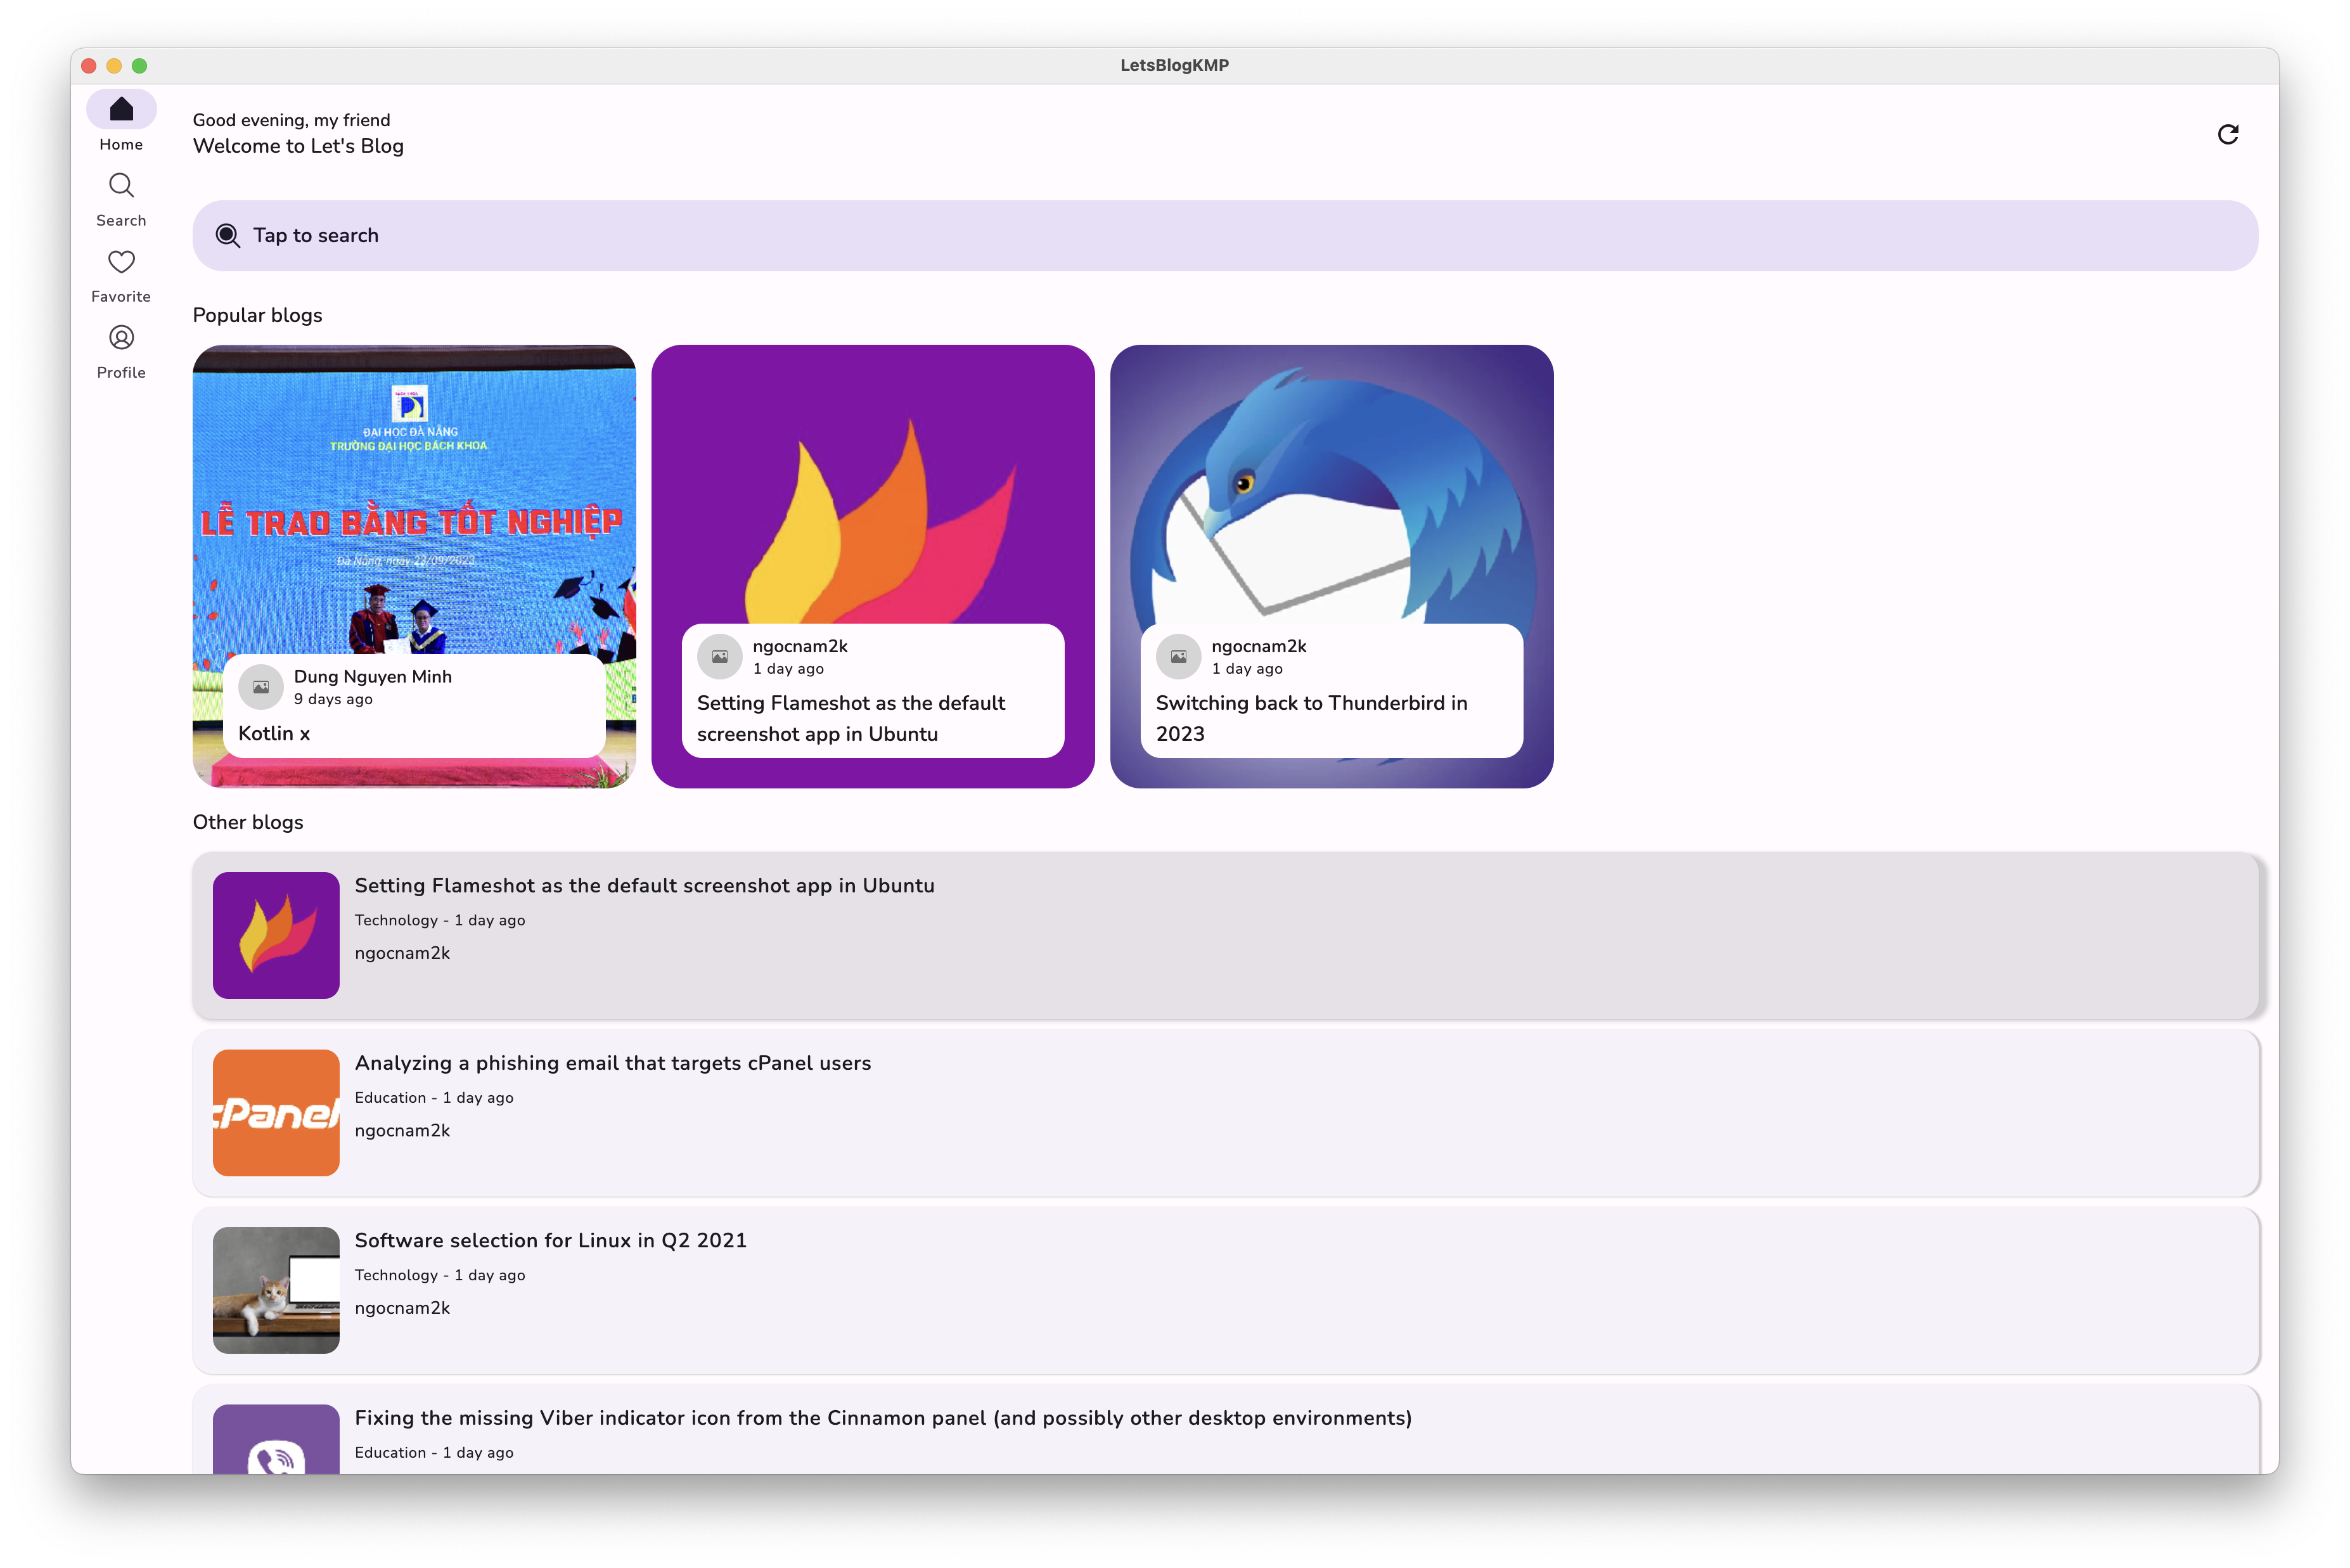 LetsBlogKMP
Home
Search
Favorite
Profile
Good evening, my friend
Welcome to Let's Blog
Tap to search
Popular blogs
ĐẠI HỌC ĐÀ NẴNG
TRƯỜNG ĐẠI HỌC BÁCH KHOA
LỄ TRAO BẰNG TỐT NGHIỆP
Đà Nẵng, ngày 23/09/2023
Dung Nguyen Minh
9 days ago
Kotlin x
ngocnam2k
1 day ago
Setting Flameshot as the default
screenshot app in Ubuntu
ngocnam2k
1 day ago
Switching back to Thunderbird in
2023
Other blogs
Setting Flameshot as the default screenshot app in Ubuntu
Technology - 1 day ago
ngocnam2k
cPanel
Analyzing a phishing email that targets cPanel users
Education - 1 day ago
ngocnam2k
Software selection for Linux in Q2 2021
Technology - 1 day ago
ngocnam2k
Fixing the missing Viber indicator icon from the Cinnamon panel (and possibly other desktop environments)
Education - 1 day ago